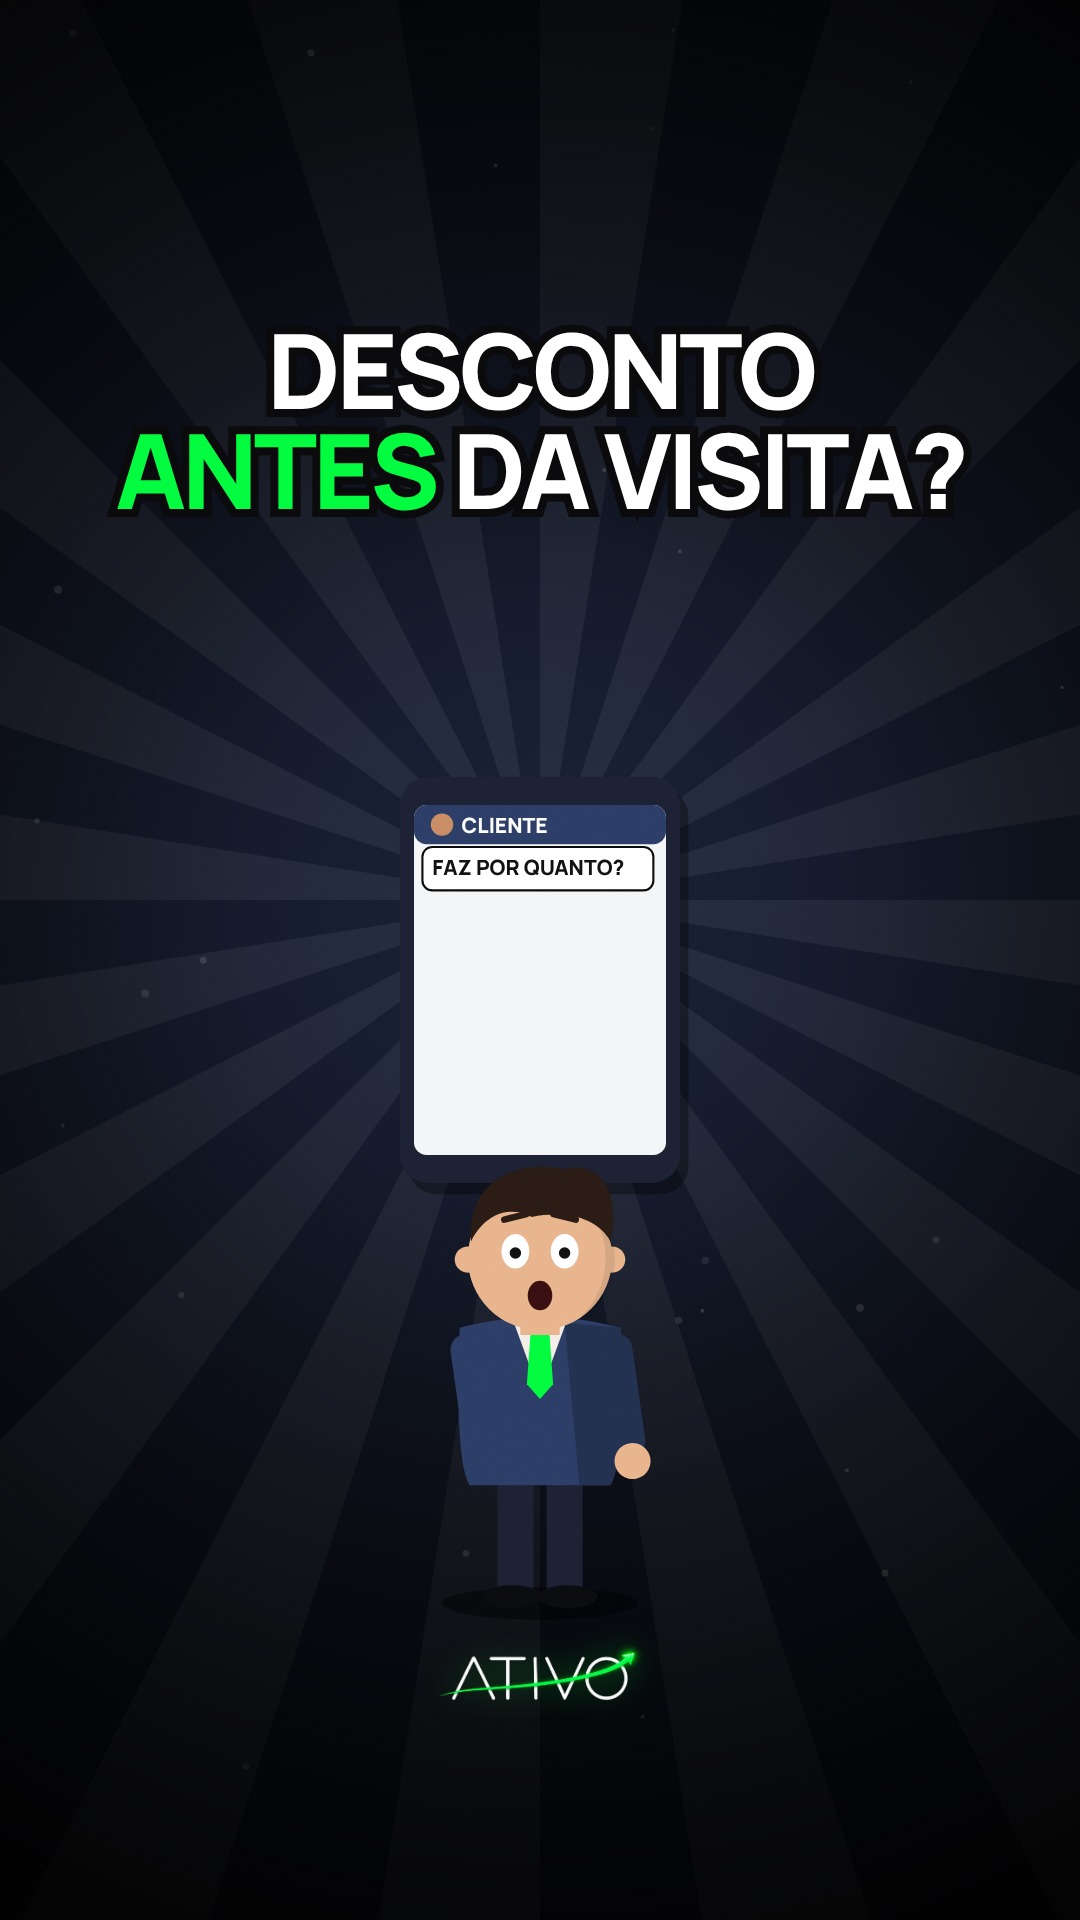 DESCONTO
ANTES DA VISITA?
CLIENTE
FAZ POR QUANTO?
ATIVO